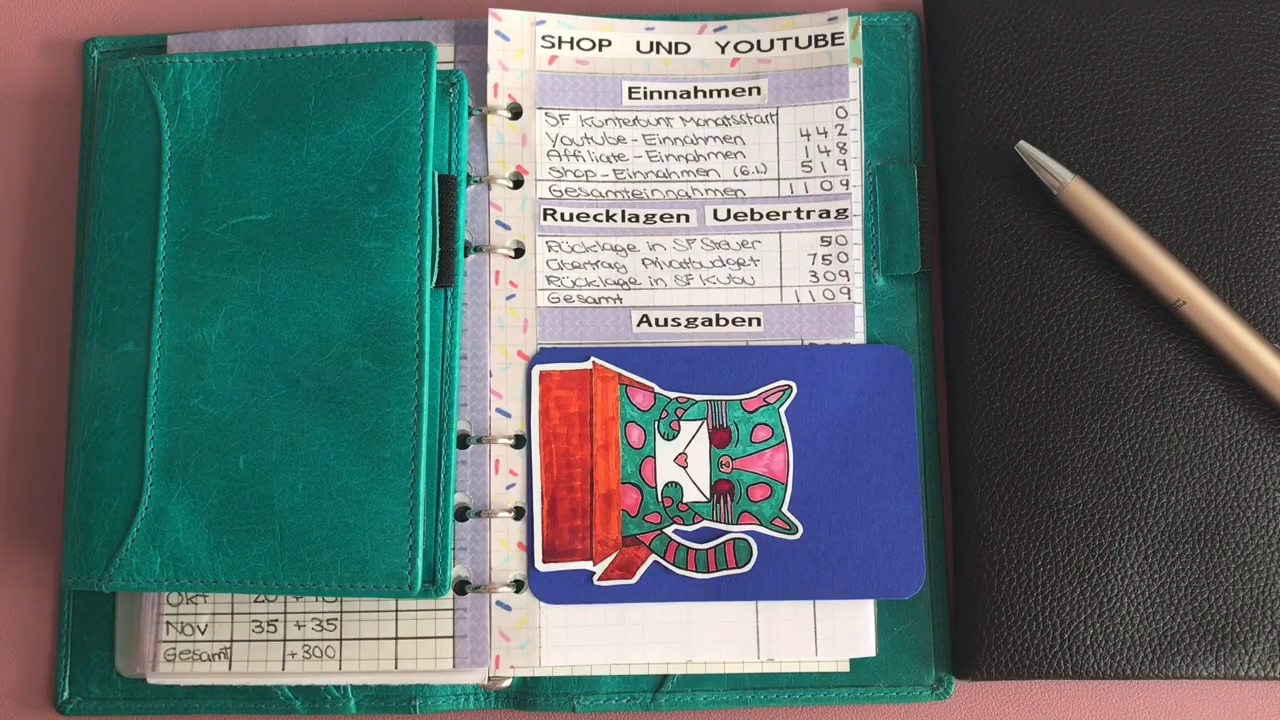 SHOP UND YOUTUBE
Einnahmen
SF Kunterbunt Monatsstart 0
Youtube-Einnahmen 442
Affiliate-Einnahmen 148
Shop-Einnahmen (6.1.) 519
Gesamteinnahmen 1109
Ruecklagen Uebertrag
Rücklage in SF Steuer 50
Übertrag Privatbudget 750
Rücklage in SF KuBu 309
Gesamt 1109
Ausgaben
Okt
Nov 35 +35
Gesamt +300